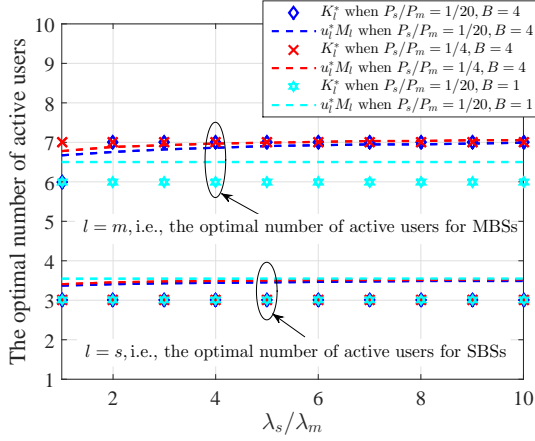 K_l^* when P_s/P_m = 1/20, B = 4
u_l^* M_l when P_s/P_m = 1/20, B = 4
K_l^* when P_s/P_m = 1/4, B = 4
u_l^* M_l when P_s/P_m = 1/4, B = 4
K_l^* when P_s/P_m = 1/20, B = 1
u_l^* M_l when P_s/P_m = 1/20, B = 1
The optimal number of active users
10
9
8
7
6
5
4
3
2
1
l = m, i.e., the optimal number of active users for MBSs
l = s, i.e., the optimal number of active users for SBSs
2 4 6 8 10
λ_s/λ_m